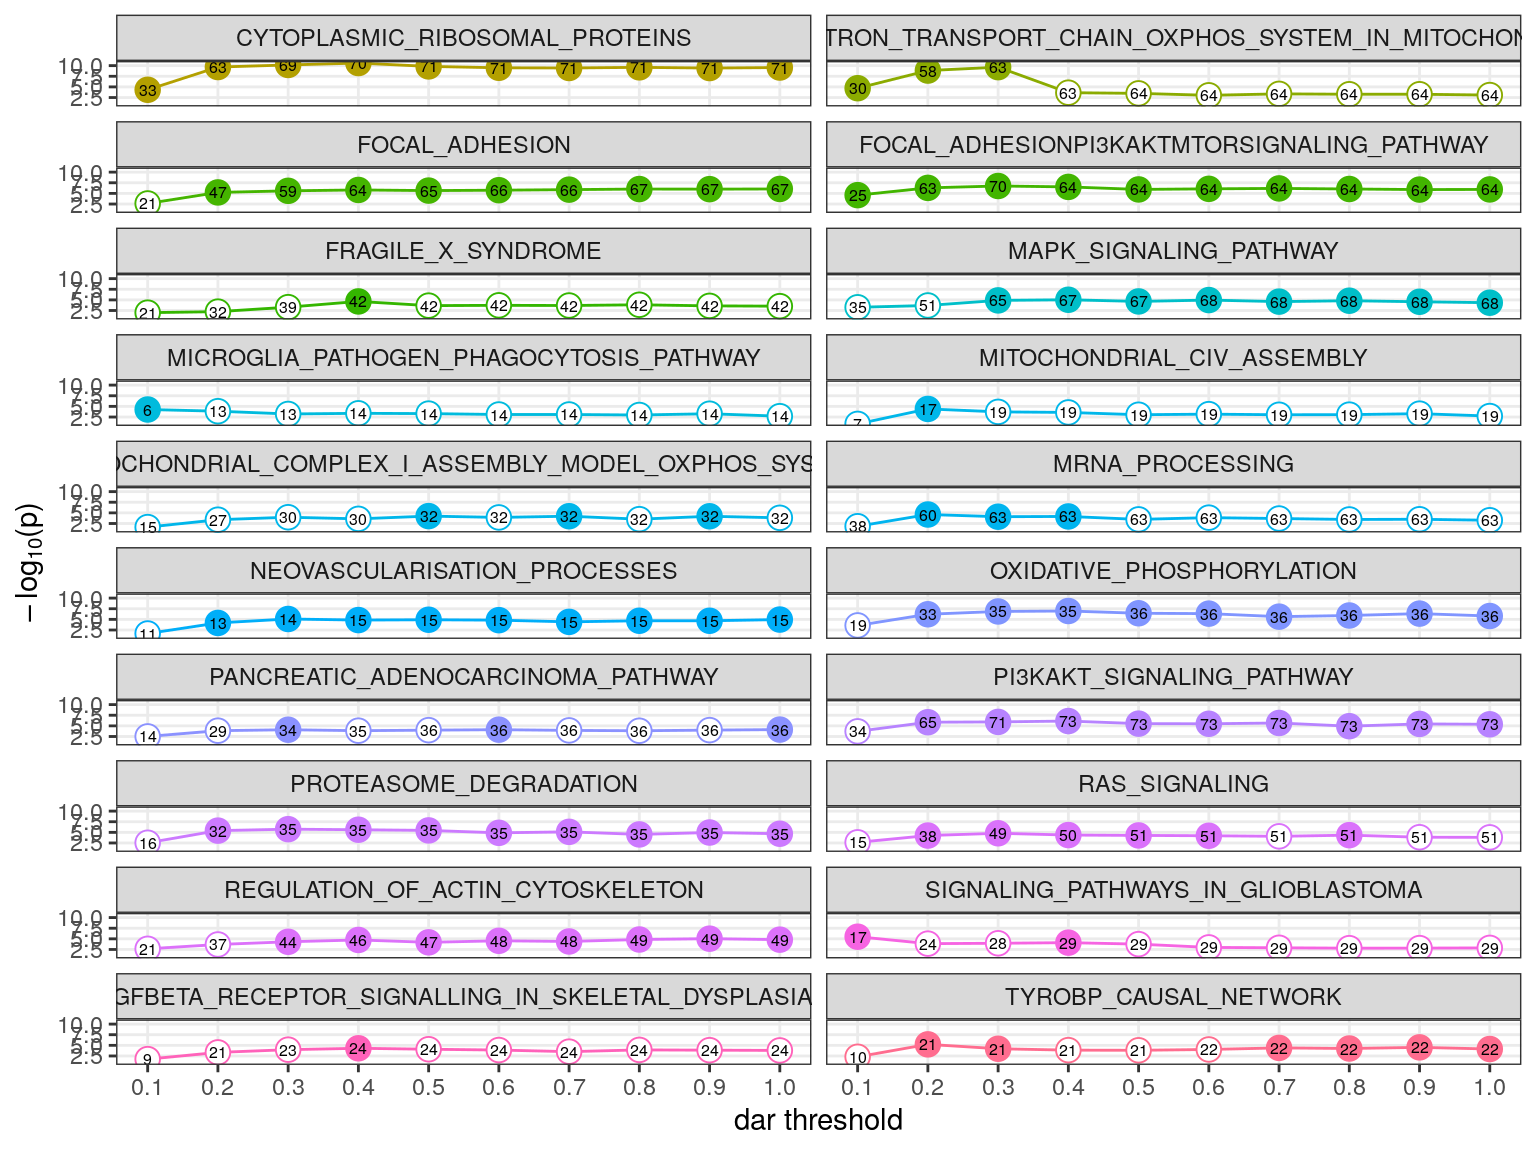 CYTOPLASMIC_RIBOSOMAL_PROTEINS
TRON_TRANSPORT_CHAIN_OXPHOS_SYSTEM_IN_MITOCHON
10.0 7.5 5.0 2.5
33 63 69 70 71 71 71 71 71 71
30 58 63 63 64 64 64 64 64 64
FOCAL_ADHESION
FOCAL_ADHESIONPI3KAKTMTORSIGNALING_PATHWAY
10.0 7.5 5.0 2.5
21 47 59 64 65 66 66 67 67 67
25 63 70 64 64 64 64 64 64 64
FRAGILE_X_SYNDROME
MAPK_SIGNALING_PATHWAY
10.0 7.5 5.0 2.5
21 32 39 42 42 42 42 42 42 42
35 51 65 67 67 68 68 68 68 68
MICROGLIA_PATHOGEN_PHAGOCYTOSIS_PATHWAY
MITOCHONDRIAL_CIV_ASSEMBLY
10.0 7.5 5.0 2.5
6 13 13 14 14 14 14 14 14 14
7 17 19 19 19 19 19 19 19 19
OCHONDRIAL_COMPLEX_I_ASSEMBLY_MODEL_OXPHOS_SYS
MRNA_PROCESSING
10.0 7.5 5.0 2.5
15 27 30 30 32 32 32 32 32 32
38 60 63 63 63 63 63 63 63 63
NEOVASCULARISATION_PROCESSES
OXIDATIVE_PHOSPHORYLATION
10.0 7.5 5.0 2.5
11 13 14 15 15 15 15 15 15 15
19 33 35 35 36 36 36 36 36 36
PANCREATIC_ADENOCARCINOMA_PATHWAY
PI3KAKT_SIGNALING_PATHWAY
10.0 7.5 5.0 2.5
14 29 34 35 36 36 36 36 36 36
34 65 71 73 73 73 73 73 73 73
PROTEASOME_DEGRADATION
RAS_SIGNALING
10.0 7.5 5.0 2.5
16 32 35 35 35 35 35 35 35 35
15 38 49 50 51 51 51 51 51 51
REGULATION_OF_ACTIN_CYTOSKELETON
SIGNALING_PATHWAYS_IN_GLIOBLASTOMA
10.0 7.5 5.0 2.5
21 37 44 46 47 48 48 49 49 49
17 24 28 29 29 29 29 29 29 29
GFBETA_RECEPTOR_SIGNALLING_IN_SKELETAL_DYSPLASIA
TYROBP_CAUSAL_NETWORK
10.0 7.5 5.0 2.5
9 21 23 24 24 24 24 24 24 24
10 21 21 21 21 22 22 22 22 22
0.1 0.2 0.3 0.4 0.5 0.6 0.7 0.8 0.9 1.0
0.1 0.2 0.3 0.4 0.5 0.6 0.7 0.8 0.9 1.0
dar threshold
−log10(p)